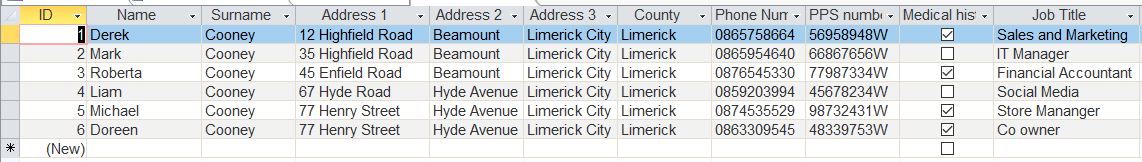 ID Name Surname Address 1 Address 2 Address 3 County Phone Num PPS numbe Medical hist Job Title
1 Derek Cooney 12 Highfield Road Beamount Limerick City Limerick 0865758664 56958948W Sales and Marketing
2 Mark Cooney 35 Highfield Road Beamount Limerick City Limerick 0865954640 66867656W IT Manager
3 Roberta Cooney 45 Enfield Road Beamount Limerick City Limerick 0876545330 77987334W Financial Accountant
4 Liam Cooney 67 Hyde Road Hyde Avenue Limerick City Limerick 0859203994 45678234W Social Media
5 Michael Cooney 77 Henry Street Hyde Avenue Limerick City Limerick 0874535529 98732431W Store Mananger
6 Doreen Cooney 77 Henry Street Hyde Avenue Limerick City Limerick 0863309545 48339753W Co owner
(New)